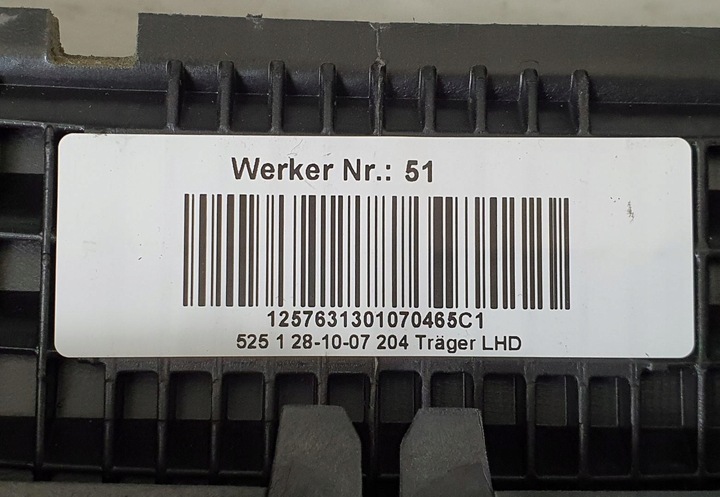 Werker Nr.: 51
1257631301070465C1
525 1 28-10-07 204 Träger LHD